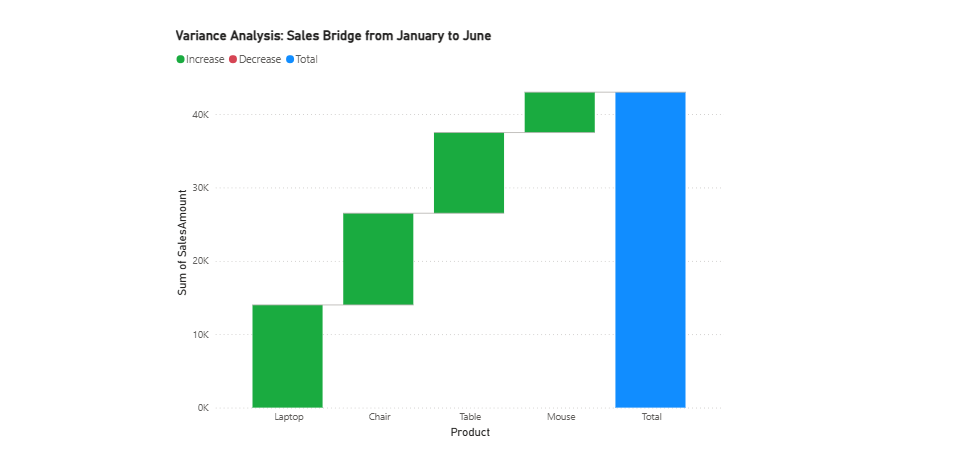 Variance Analysis: Sales Bridge from January to June
Increase Decrease Total
Sum of SalesAmount
40K
30K
20K
10K
0K
Laptop Chair Table Mouse Total
Product